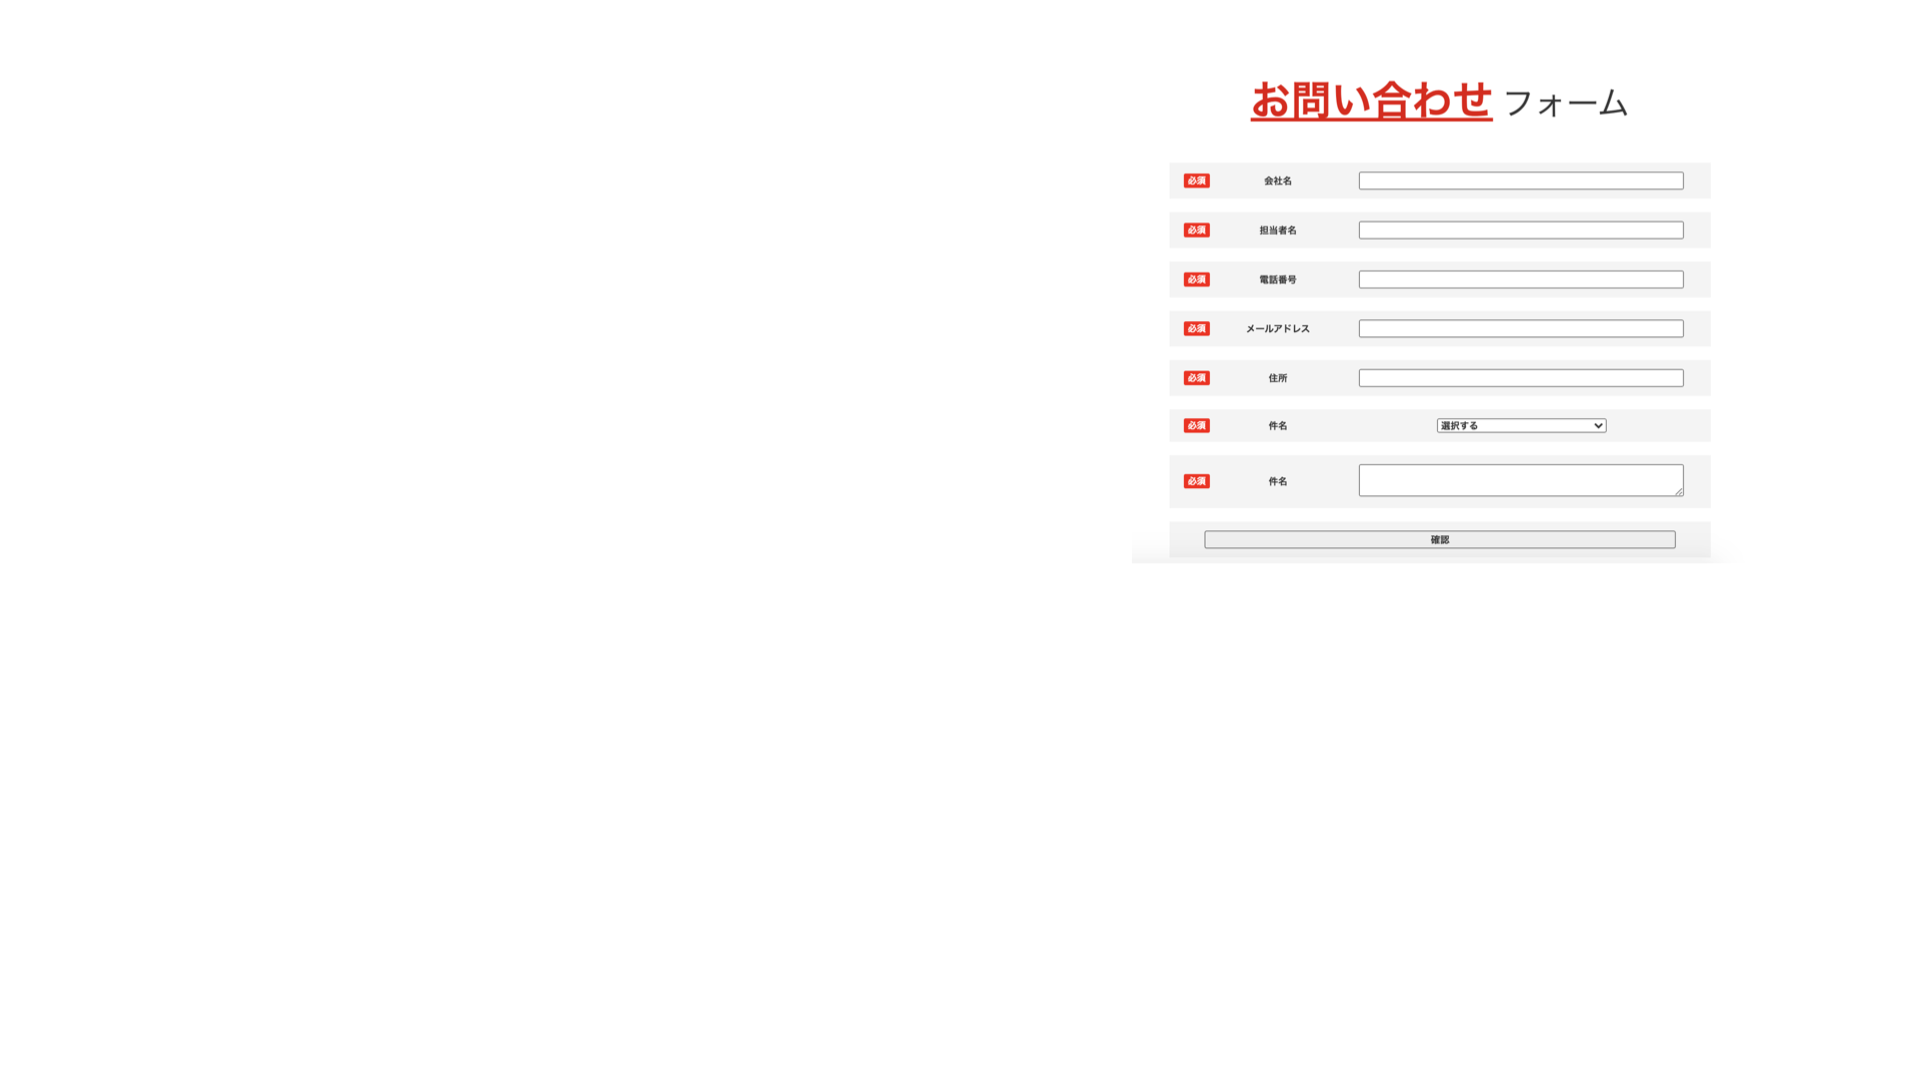 お問い合わせ フォーム
必須 会社名
必須 担当者名
必須 電話番号
必須 メールアドレス
必須 住所
必須 件名 選択する
必須 件名
確認